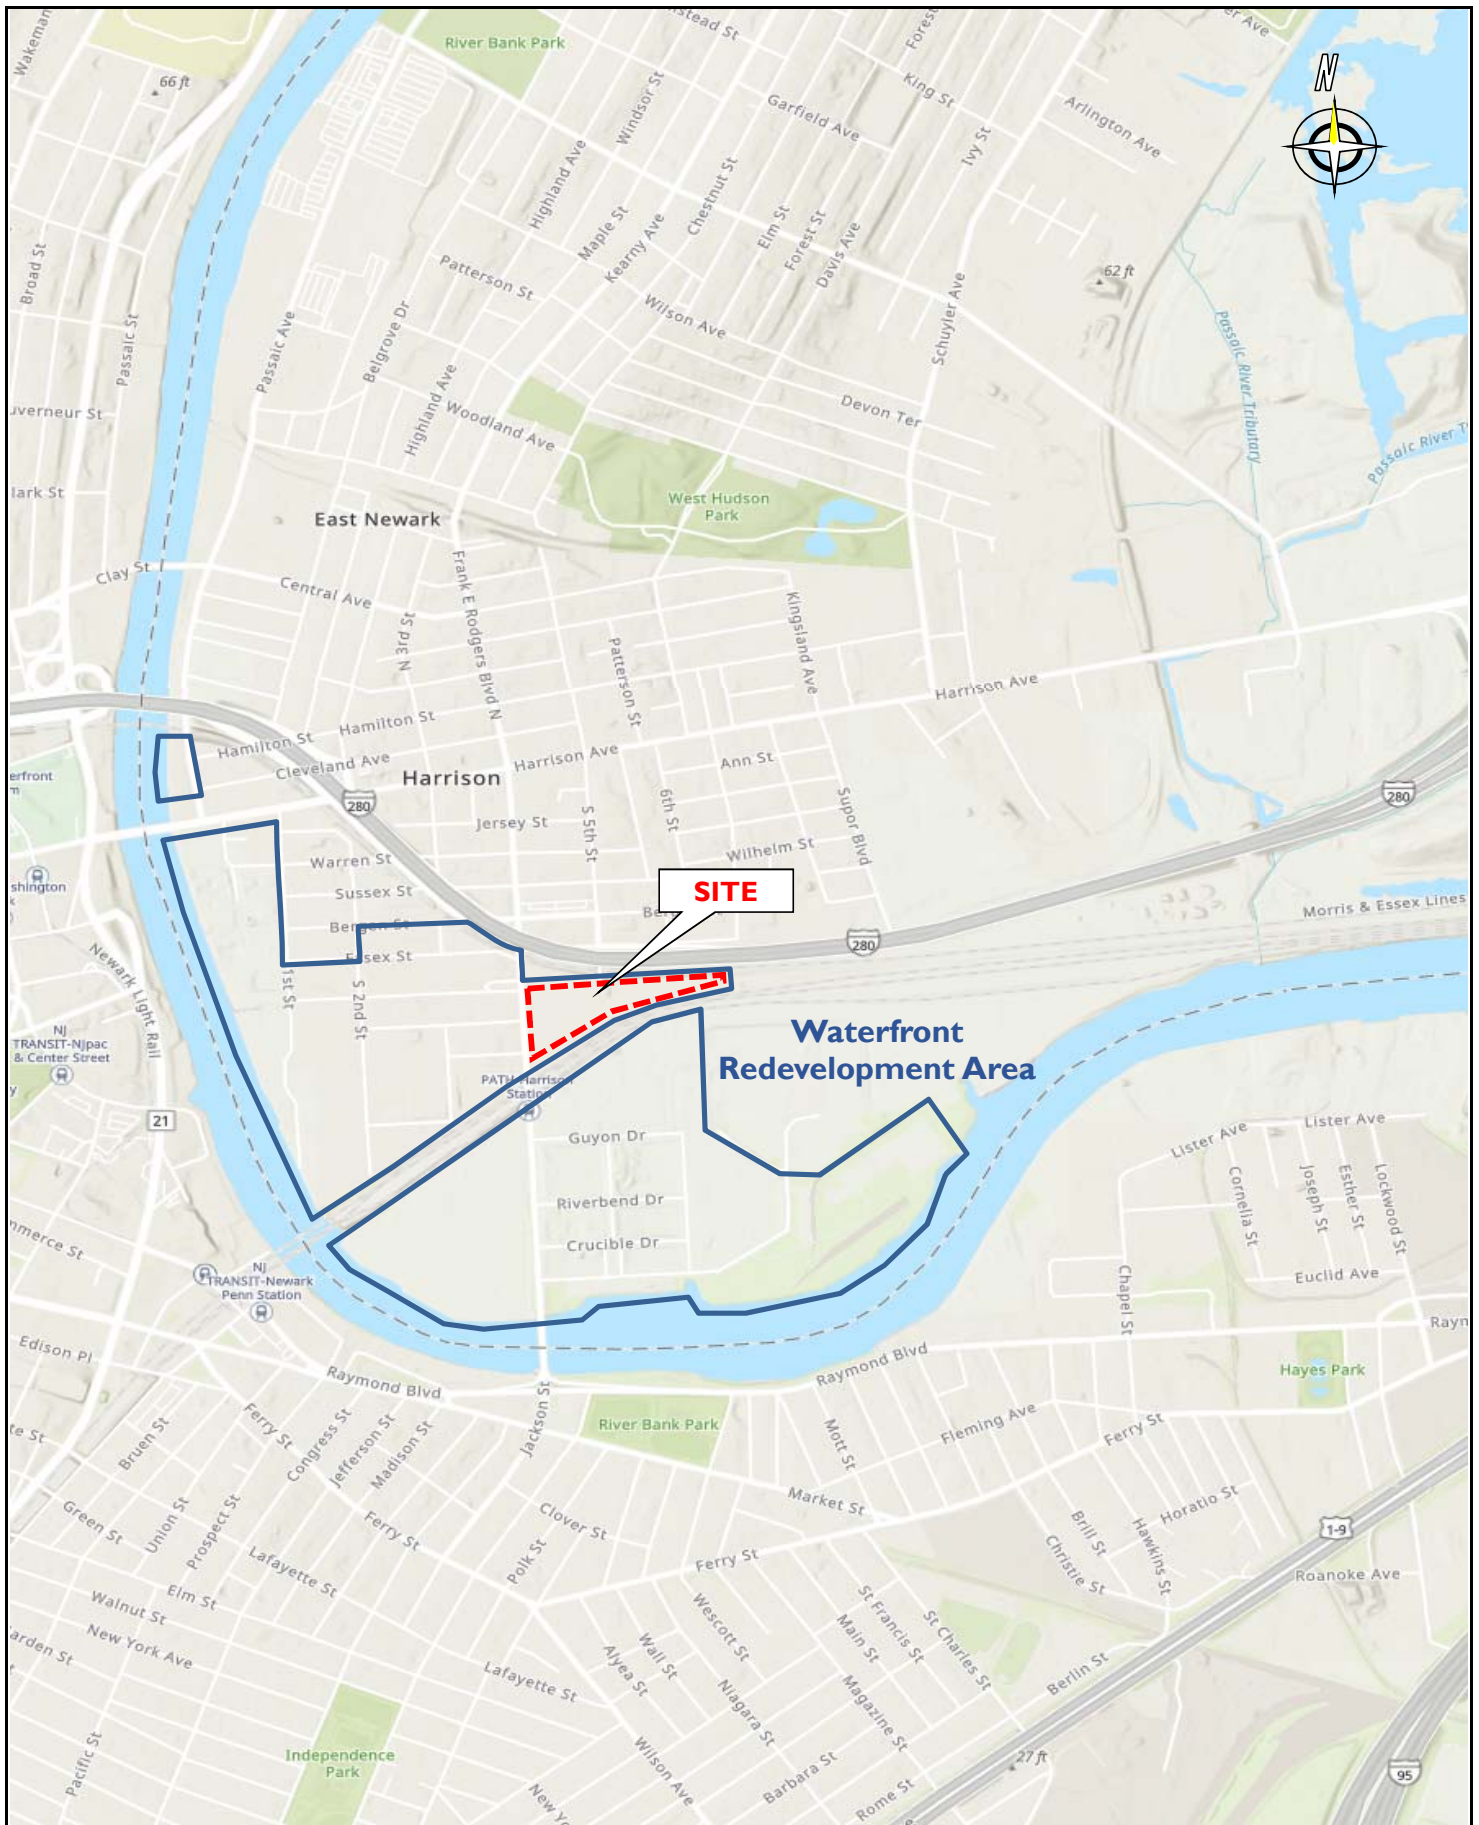 River Bank Park
Wakeman
66 ft
Forest
King St
Garfield Ave
Arlington Ave
Windsor St
Highland Ave
Ivy St
N
Chestnut St
Maple St
Kearny Ave
Elm St
Forest St
Davis Ave
Broad St
Patterson St
62 ft
Passaic St
Passaic Ave
Belgrove Dr
Wilson Ave
Schuyler Ave
Passaic River Tributary
Highland Ave
Woodland Ave
Devon Ter
Passaic River T
West Hudson
Park
East Newark
Clay St
Central Ave
Frank E Rodgers Blvd N
N 3rd St
Patterson St
Kingsland Ave
Harrison Ave
Hamilton St
Hamilton St
Cleveland Ave
Harrison
Harrison Ave
Ann St
280
280
Jersey St
S 5th St
6th St
Supor Blvd
Warren St
Wilhelm St
Sussex St
SITE
Bergen St
Essex St
280
Morris & Essex Lines
1st St
S 2nd St
Newark Light Rail
NJ
TRANSIT-NJpac
& Center Street
Waterfront
Redevelopment Area
PATH Harrison
Station
21
Guyon Dr
Riverbend Dr
Crucible Dr
Lister Ave
Lister Ave
Cornelia St
Joseph St
Esther St
Lockwood St
Euclid Ave
Chapel St
NJ
TRANSIT-Newark
Penn Station
Edison Pl
Raymond Blvd
Raymond Blvd
Hayes Park
River Bank Park
Jackson St
Ferry St
Congress St
Jefferson St
Madison St
Bruen St
Mott St
Fleming Ave
Ferry St
Market St
Green St
Union St
Prospect St
Ferry St
Clover St
Polk St
Lafayette St
Ferry St
Brill St
Christie St
Hawkins St
Horatio St
1-9
Roanoke Ave
Walnut St
Elm St
New York Ave
Wescott St
Wall St
Alyea St
Niagara St
St Francis St
Main St
St Charles St
Magazine St
Berlin St
Lafayette St
Independence
Park
Pacific St
Wilson Ave
Barbara St
Rome St
27 ft
95